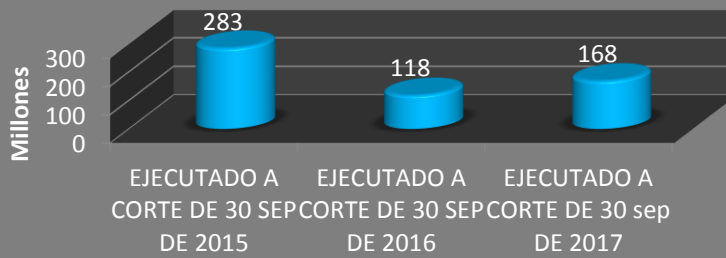 283
118
168
300
200
100
0
Millones
EJECUTADO A
CORTE DE 30 SEP
DE 2015
EJECUTADO A
CORTE DE 30 SEP
DE 2016
EJECUTADO A
CORTE DE 30 sep
DE 2017